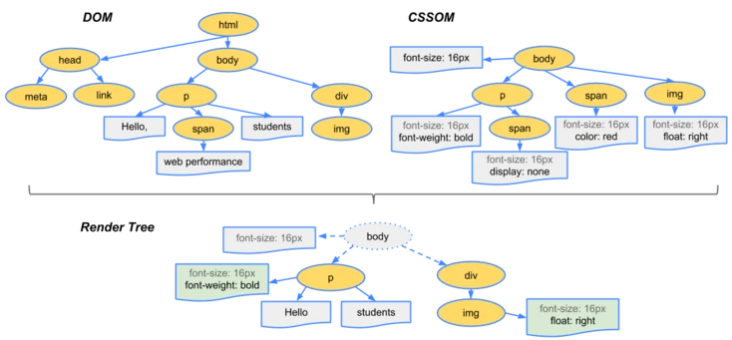 DOM
html
head
body
meta
link
p
div
Hello,
span
students
img
web performance
CSSOM
font-size: 16px
body
p
span
img
font-size: 16px
font-weight: bold
span
font-size: 16px
color: red
font-size: 16px
float: right
font-size: 16px
display: none
Render Tree
font-size: 16px
body
font-size: 16px
font-weight: bold
p
div
Hello
students
img
font-size: 16px
float: right